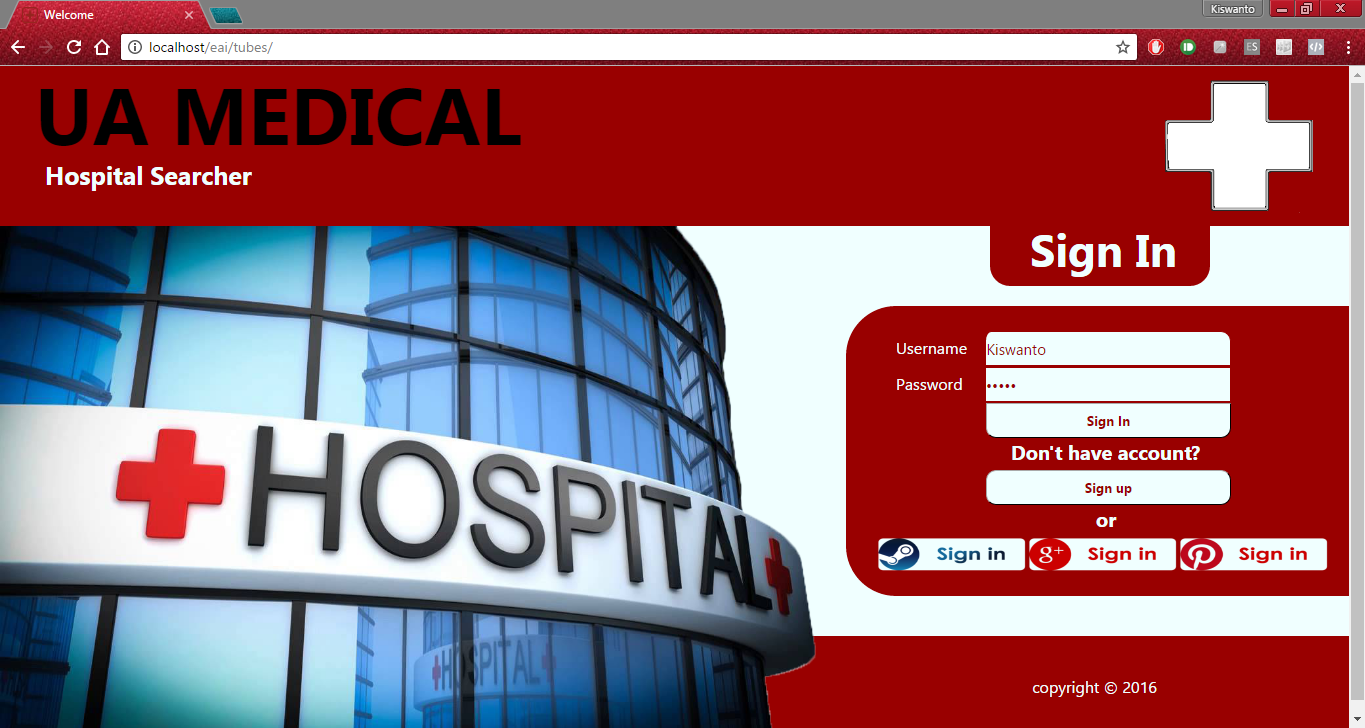 Welcome
Kiswanto
localhost/eai/tubes/
ES
UA MEDICAL
Hospital Searcher
Sign In
Username Kiswanto
Password •••••
Sign In
Don't have account?
Sign up
or
Sign in g+ Sign in Sign in
HOSPITAL
HOSPITAL
copyright © 2016